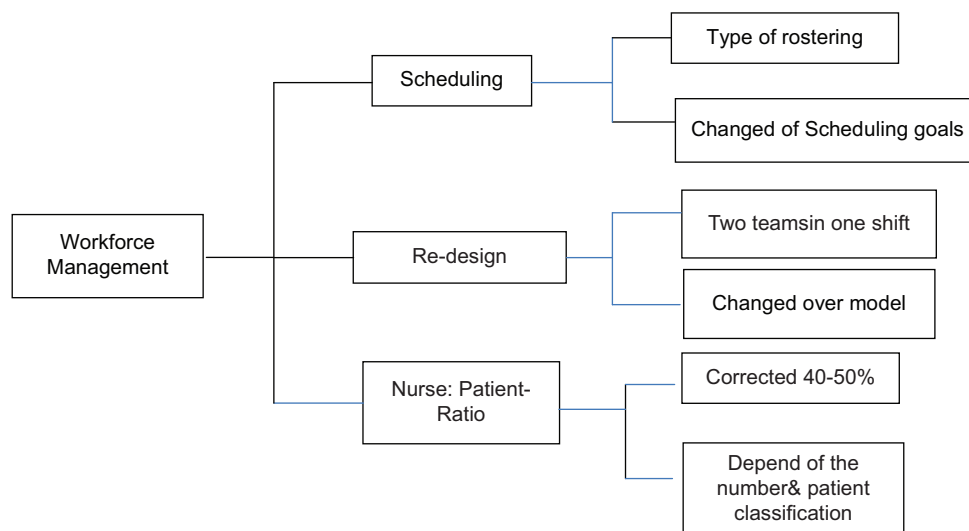 Type of rostering
Scheduling
Changed of Scheduling goals
Workforce
Management
Re-design
Two teamsin one shift
Changed over model
Nurse: Patient-
Ratio
Corrected 40-50%
Depend of the
number& patient
classification